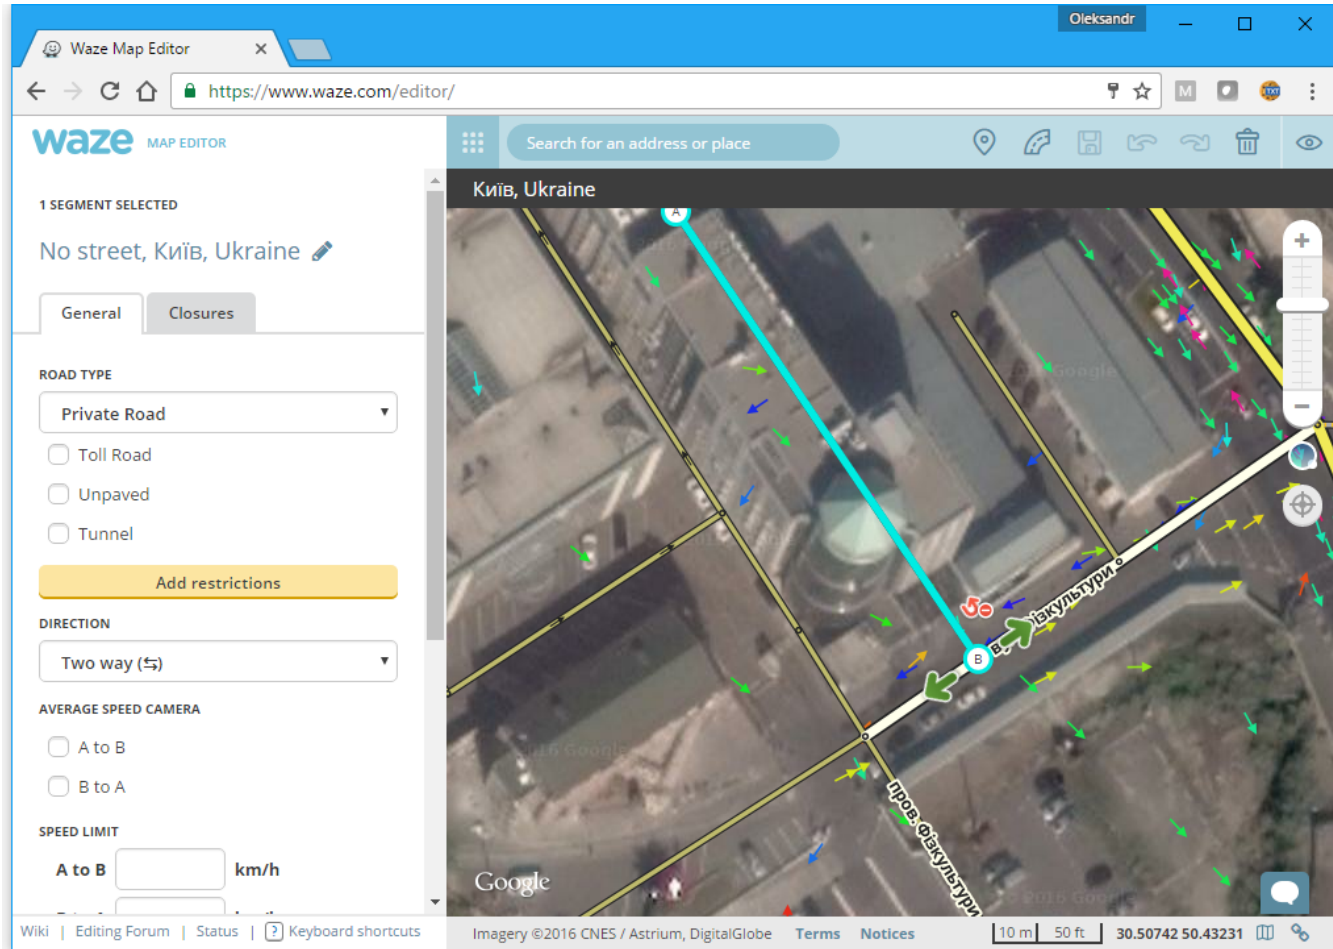 Oleksandr
Waze Map Editor
https://www.waze.com/editor/
waze MAP EDITOR
Search for an address or place
Київ, Ukraine
1 SEGMENT SELECTED
No street, Київ, Ukraine
General Closures
ROAD TYPE
Private Road
Toll Road
Unpaved
Tunnel
Add restrictions
DIRECTION
Two way (⇆)
AVERAGE SPEED CAMERA
A to B
B to A
SPEED LIMIT
A to B km/h
A
B
пров. Фізкультури
Google
Wiki | Editing Forum | Status | ? Keyboard shortcuts
Imagery ©2016 CNES / Astrium, DigitalGlobe Terms Notices
10 m 50 ft 30.50742 50.43231